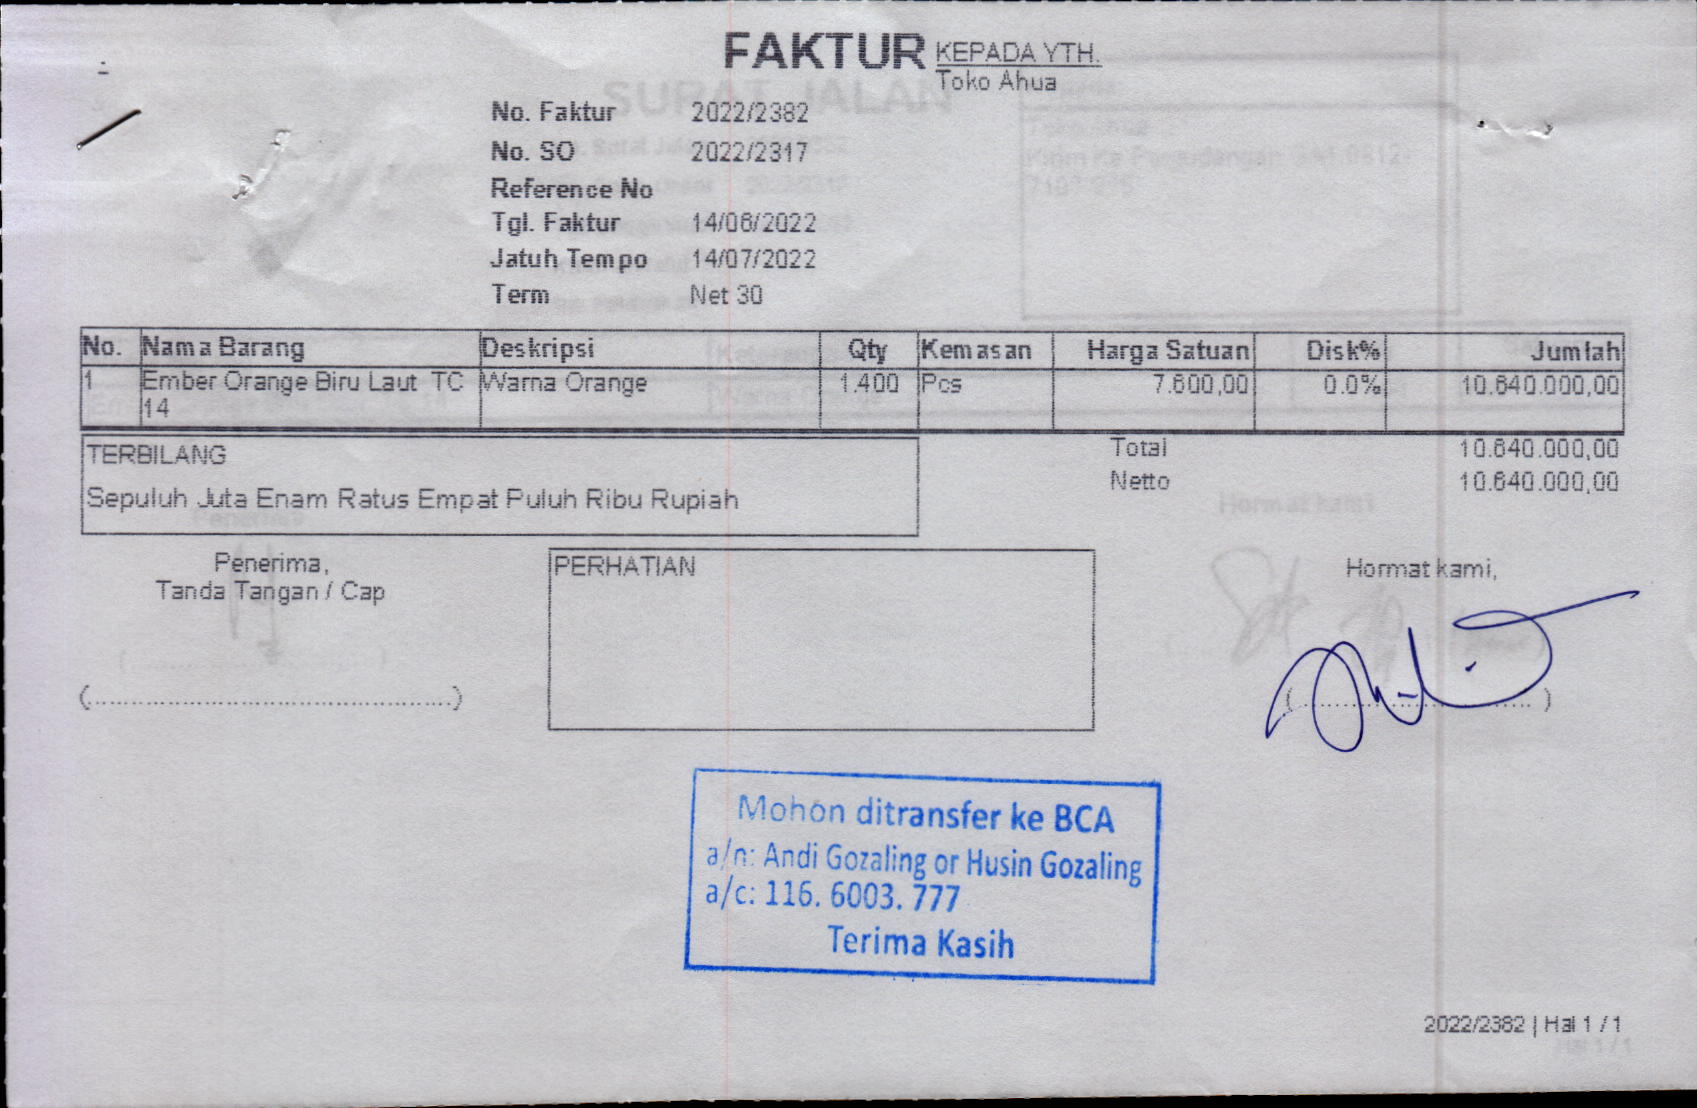 FAKTUR
KEPADA YTH.
Toko Ahua
No. Faktur 2022/2382
No. SO 2022/2317
Reference No
Tgl. Faktur 14/06/2022
Jatuh Tempo 14/07/2022
Term Net 30
No. Nama Barang Deskripsi Qty Kemasan Harga Satuan Disk% Jumlah
1 Ember Orange Biru Laut TC Warna Orange 1.400 Pcs 7.600,00 0.0% 10.640.000,00
14
TERBILANG
Sepuluh Juta Enam Ratus Empat Puluh Ribu Rupiah
Total 10.640.000,00
Netto 10.640.000,00
Penerima,
Tanda Tangan / Cap
PERHATIAN
Hormat kami,
Mohon ditransfer ke BCA
a/n: Andi Gozaling or Husin Gozaling
a/c: 116. 6003. 777
Terima Kasih
2022/2382 | Hal 1 / 1